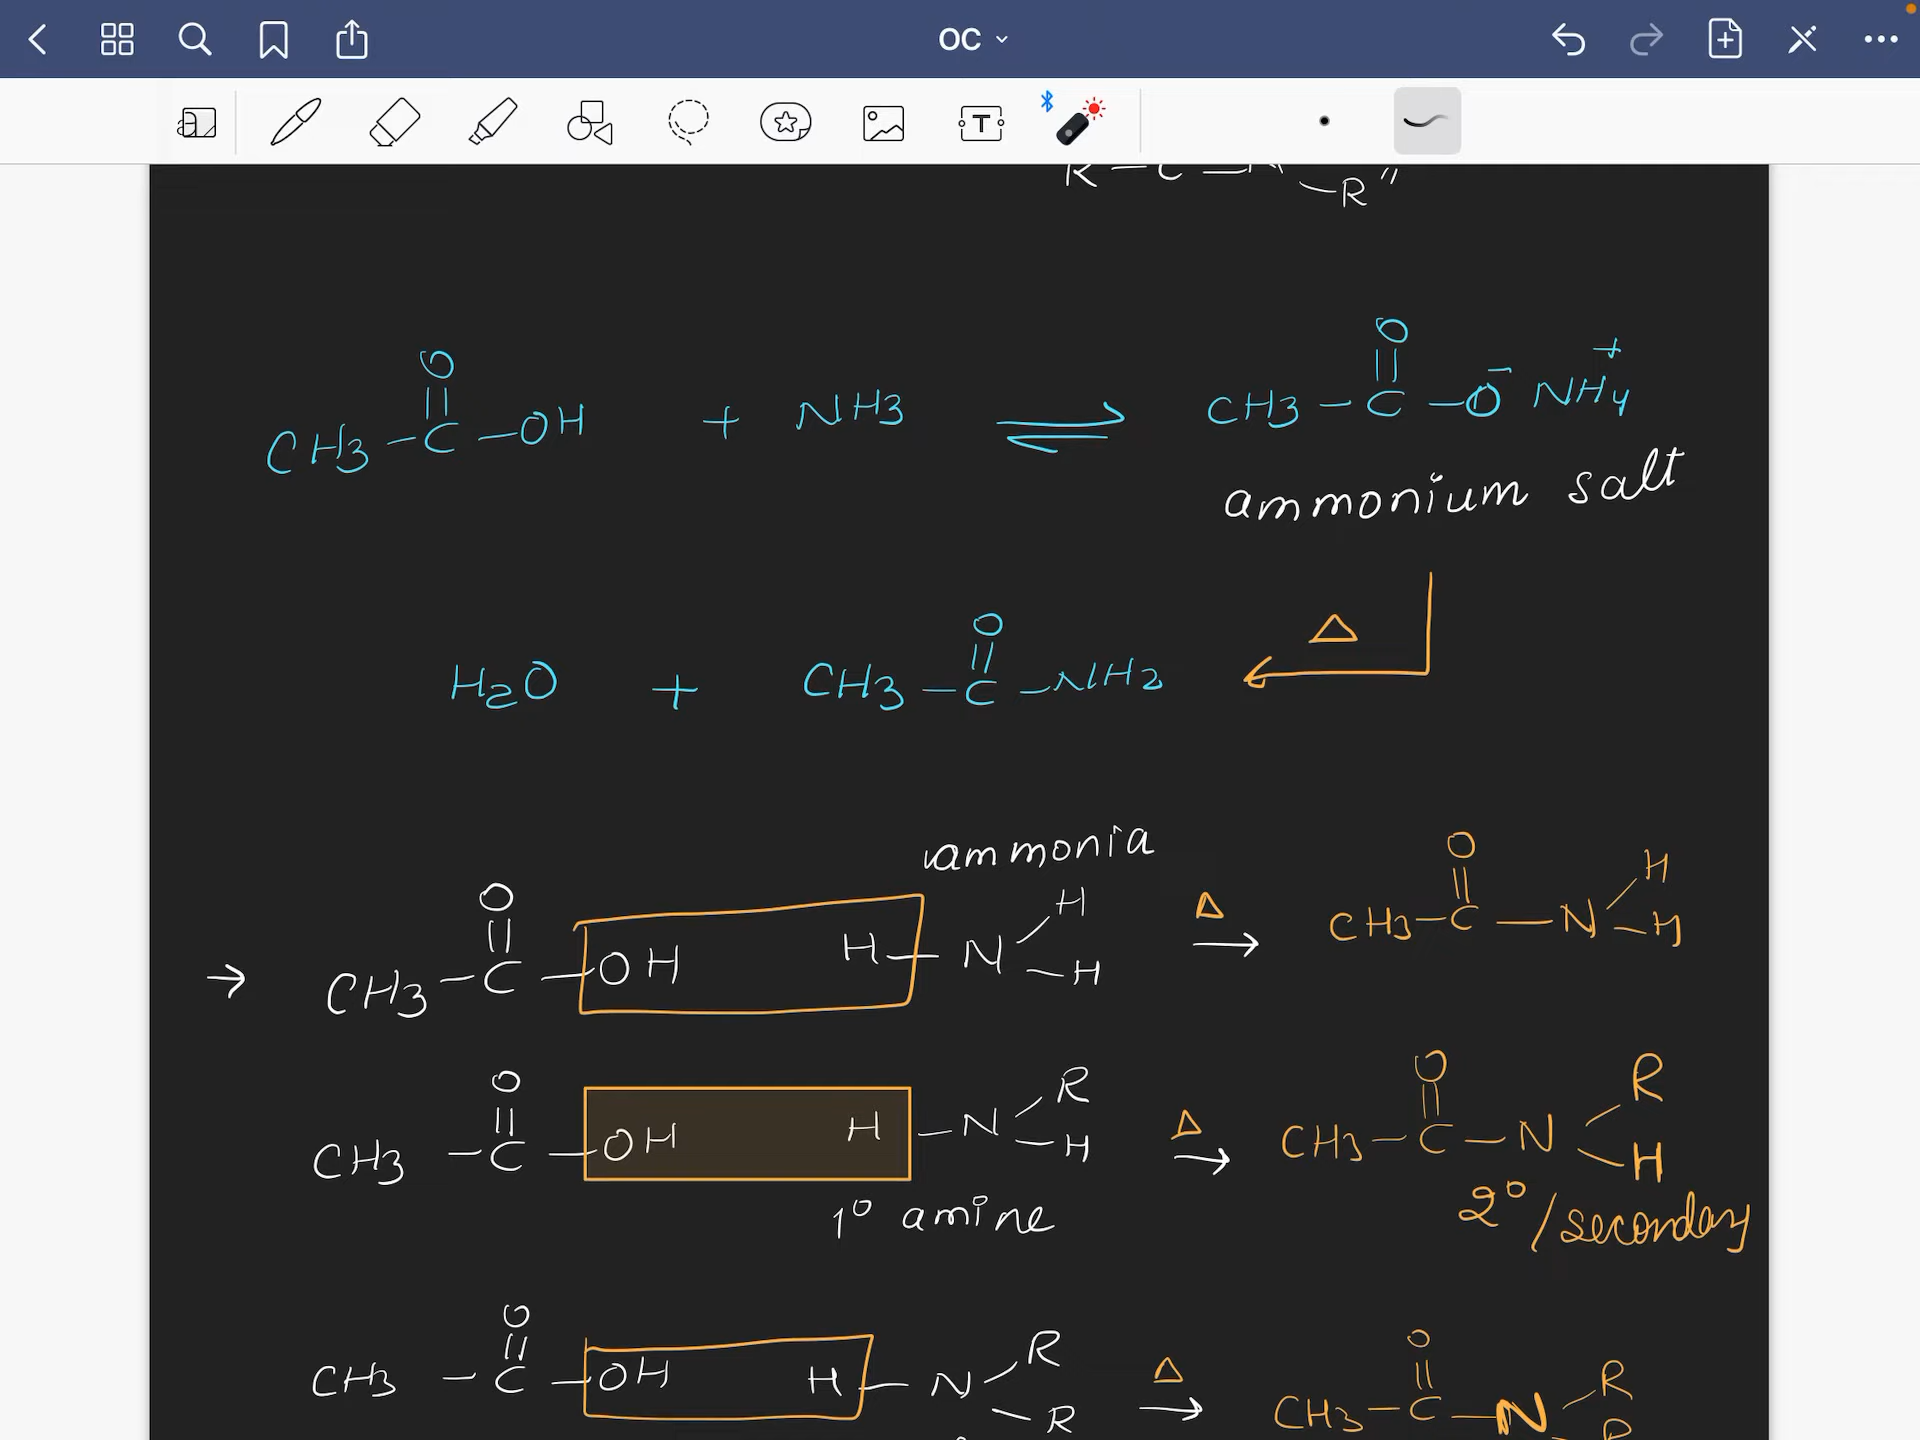 OC
R-C-N-R"
CH3-C(=O)-OH + NH3 ⇌ CH3-C(=O)-O⁻ NH4⁺
ammonium salt
Δ
H2O + CH3-C(=O)-NH2
ammonia
→ CH3-C(=O)-OH H-N(-H)-H Δ→ CH3-C(=O)-N(-H)-H
CH3-C(=O)-OH H-N(-R)-H Δ→ CH3-C(=O)-N(-R)-H
1° amine 2°/secondary
CH3-C(=O)-OH H-N(-R)-R Δ→ CH3-C(=O)-N(-R)-R